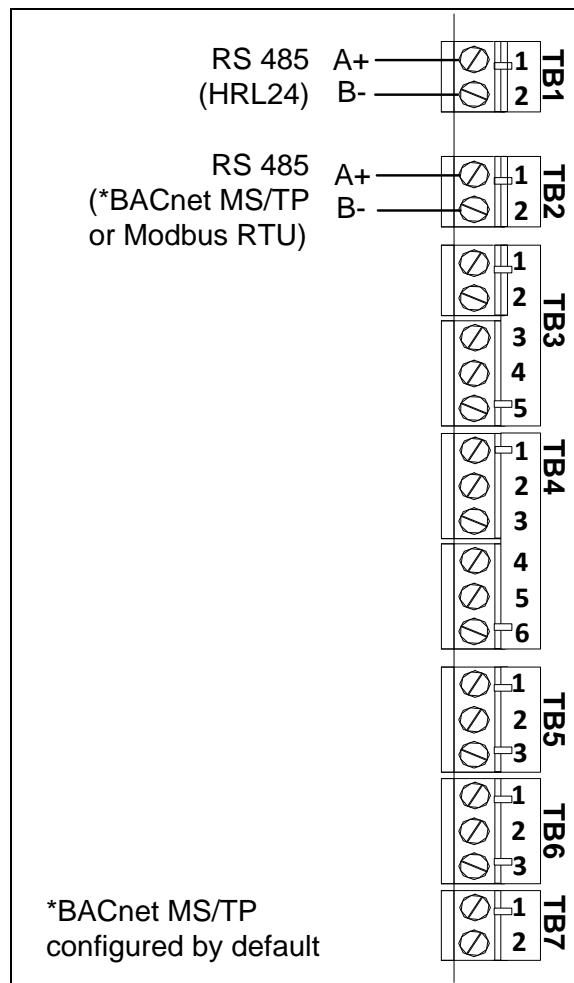 RS 485 A+ 1 TB1
(HRL24) B- 2
RS 485 A+ 1 TB2
(*BACnet MS/TP B- 2
or Modbus RTU)
1
2
TB3
3
4
5
1 TB4
2
3
4
5
6
1
2 TB5
3
1
2 TB6
3
*BACnet MS/TP 1 TB7
configured by default 2